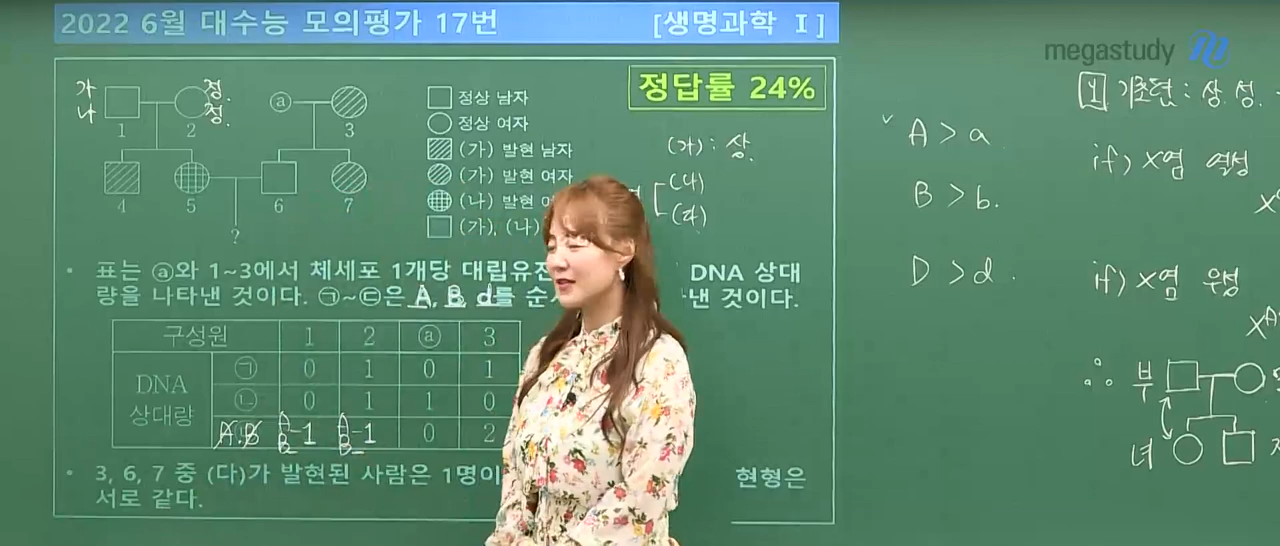 2022 6월 대수능 모의평가 17번 [생명과학 Ⅰ]
megastudy
정답률 24%
가 정.
나 정.
1 2 ⓐ 3
4 5 6 7
?
정상 남자
정상 여자
(가) 발현 남자
(가) 발현 여자
(나) 발현
(가), (나)
(가) : 상.
(나)
(라)
A > a
B > b.
D > d.
기초턴 : 상. 성.
if) X염 열성
if) X염 우성
∴ 부
녀
• 표는 ⓐ와 1~3에서 체세포 1개당 대립유전 DNA 상대
량을 나타낸 것이다. ㉠~㉢은 A, B, d를 순 낸 것이다.
구성원 1 2 ⓐ 3
DNA 상대량
㉠ 0 1 0 1
㉡ 0 1 1 0
A.B A-1 A-1 0 2
B- B-
• 3, 6, 7 중 (다)가 발현된 사람은 1명이 현형은
서로 같다.